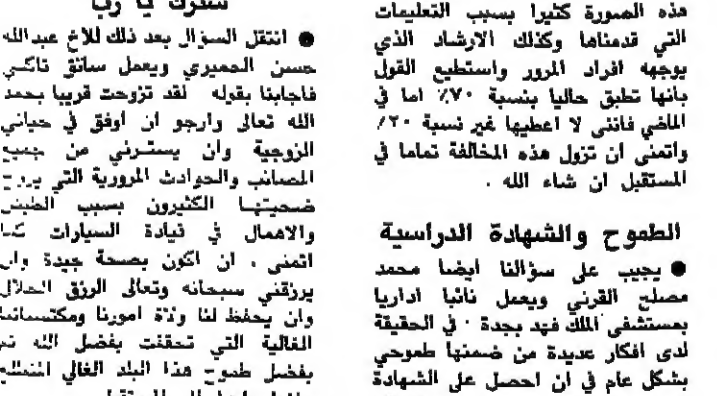 هذه الصورة كثيرا بسبب التعليمات
التي قدمناها وكذلك الارشاد الذي
يوجهه افراد المرور واستطيع القول
بانها تطبق حاليا بنسبة ٧٠٪ اما في
الماضي فانني لا اعطيها غير نسبة ٢٠٪
واتمنى ان تزول هذه المخالفة تماما في
المستقبل ان شاء الله .
الطموح والشهادة الدراسية
● يجيب على سؤالنا ايضا محمد
مصلح القرني ويعمل نائبا اداريا
بمستشفى الملك فهد بجدة . في الحقيقة
لدى افكار عديدة من ضمنها طموحي
بشكل عام في ان احصل على الشهادة
سترك يا رب
● انتقل السؤال بعد ذلك للاخ عبدالله
حسن الحميري ويعمل سائق تاكسي
فاجابنا بقوله لقد تزوجت قريبا بحمد
الله تعالى وارجو ان اوفق في حياتي
الزوجية وان يسترني من جميع
المصائب والحوادث المرورية التي يروح
ضحيتها الكثيرون بسبب الطيش
والاهمال في قيادة السيارات كما
اتمنى . ان اكون بصحة جيدة وان
يرزقني سبحانه وتعالى الرزق الحلال
وان يحفظ لنا ولاة امورنا ومكتسباتنا
الغالية التي تحققت بفضل الله ثم
بفضل طموح هذا البلد الغالي المتطلع